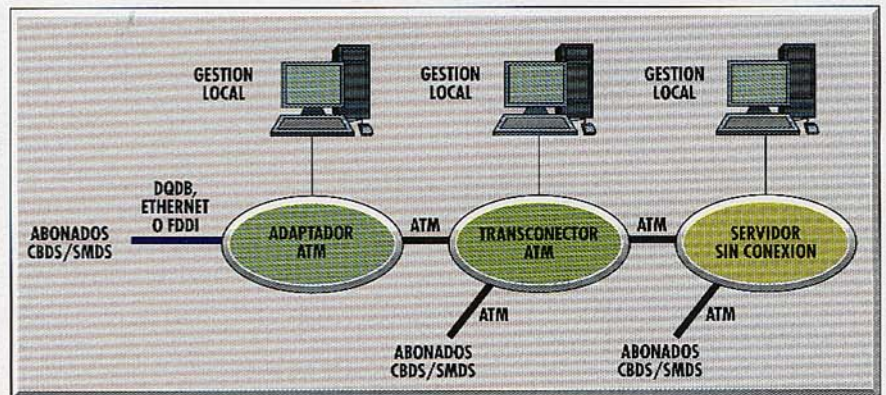 GESTION
LOCAL
GESTION
LOCAL
GESTION
LOCAL
DQDB,
ETHERNET
O FDDI
ABONADOS
CBDS/SMDS
ADAPTADOR
ATM
ATM
TRANSCONECTOR
ATM
ATM
SERVIDOR
SIN CONEXION
ATM
ABONADOS
CBDS/SMDS
ATM
ABONADOS
CBDS/SMDS